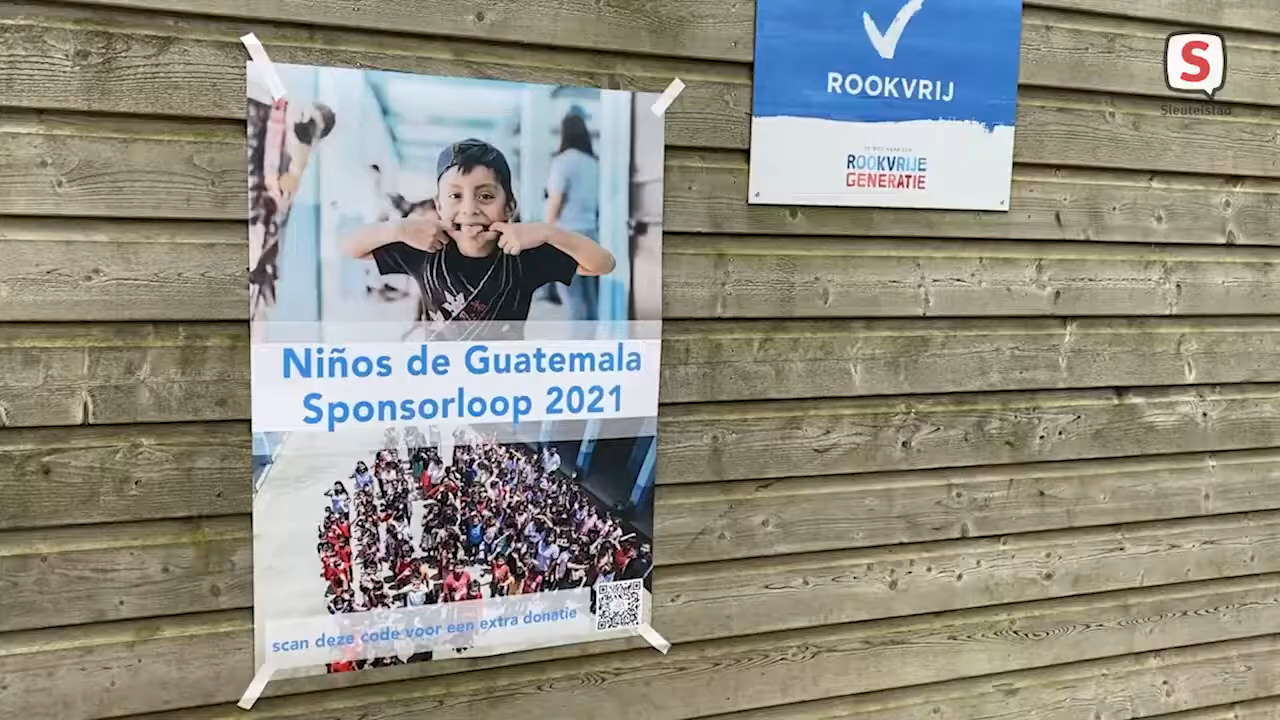 Niños de Guatemala
Sponsorloop 2021
scan deze code voor een extra donatie
ROOKVRIJ
ROOKVRIJE
GENERATIE
S
Sleutelstad